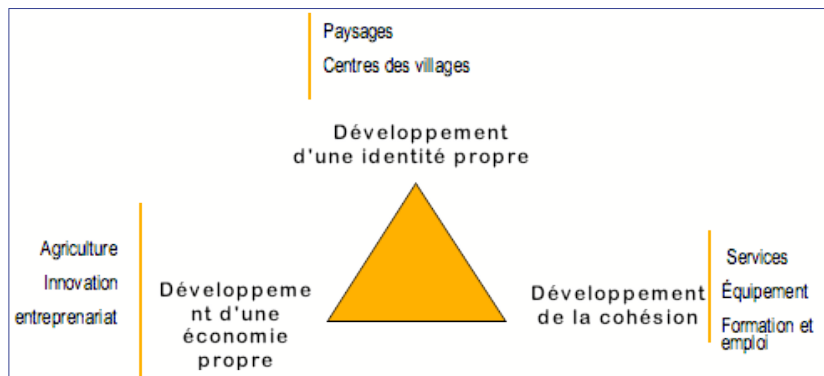 Paysages
Centres des villages
Développement
d'une identité propre
Agriculture
Innovation
entreprenariat
Développeme
nt d'une
économie
propre
Développement
de la cohésion
Services
Équipement
Formation et
emploi